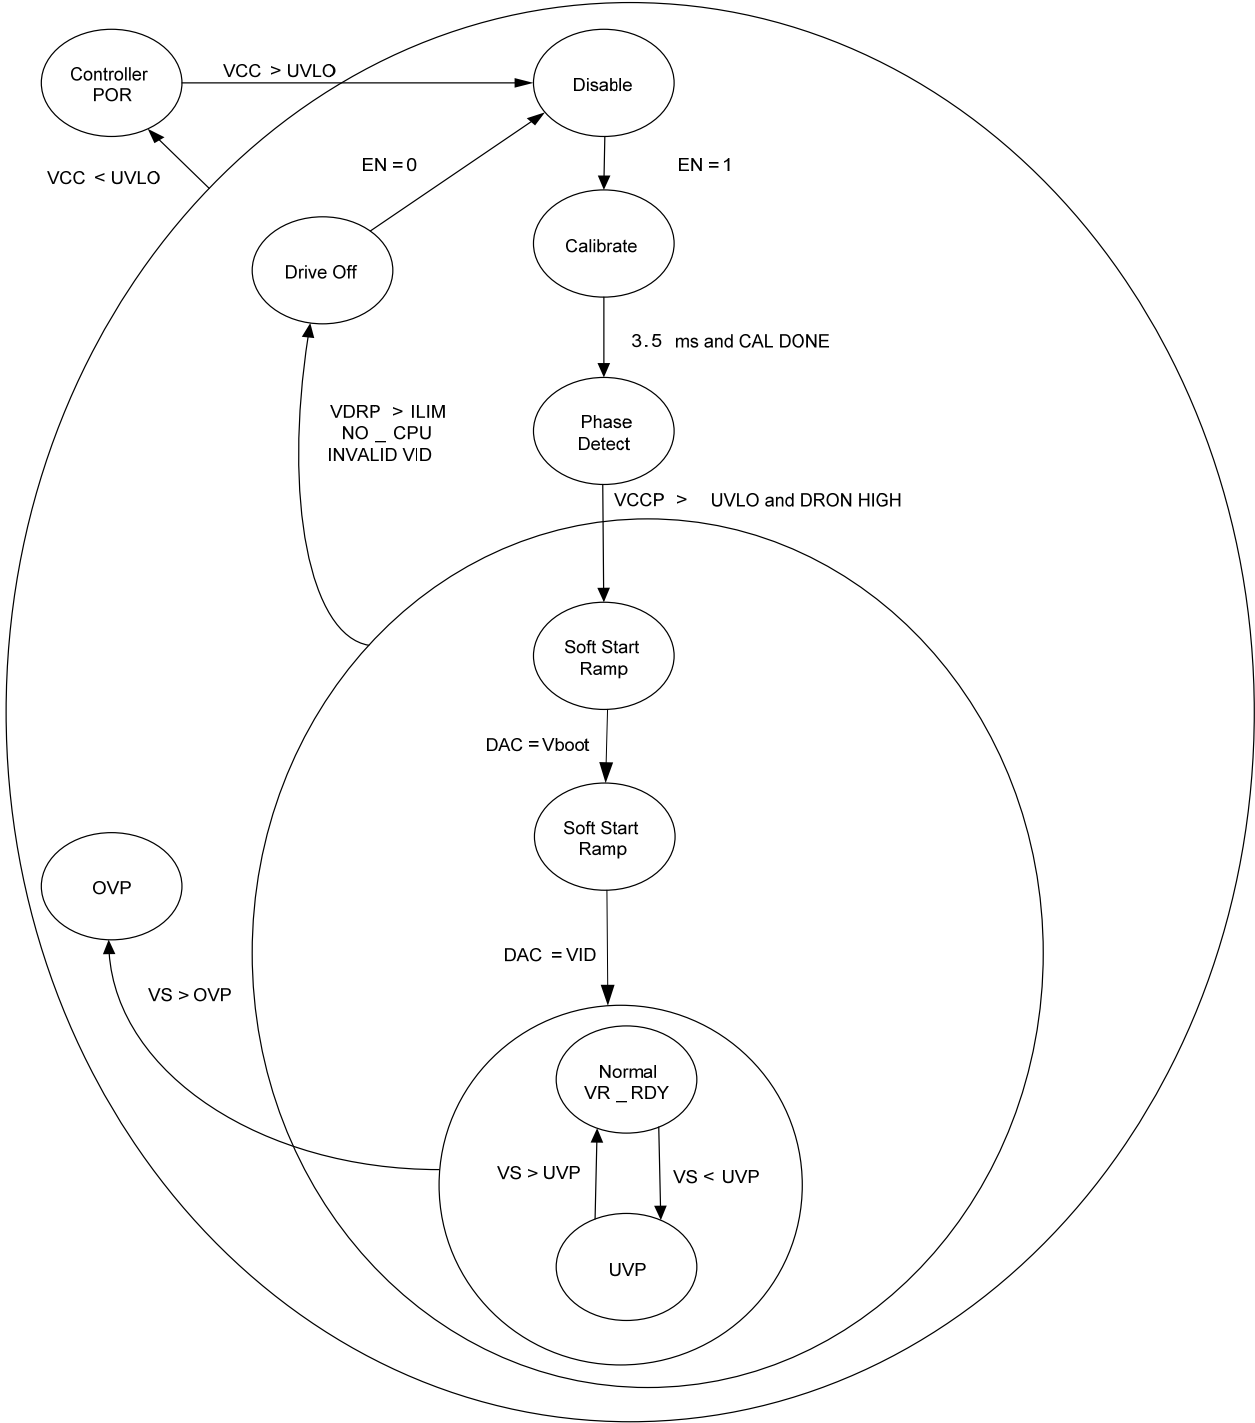 Controller
POR
VCC > UVLO
Disable
VCC < UVLO
EN = 0
EN = 1
Drive Off
Calibrate
3.5 ms and CAL DONE
VDRP > ILIM
NO _ CPU
INVALID VID
Phase
Detect
VCCP > UVLO and DRON HIGH
Soft Start
Ramp
DAC = Vboot
Soft Start
Ramp
OVP
DAC = VID
VS > OVP
Normal
VR _ RDY
VS > UVP
VS < UVP
UVP